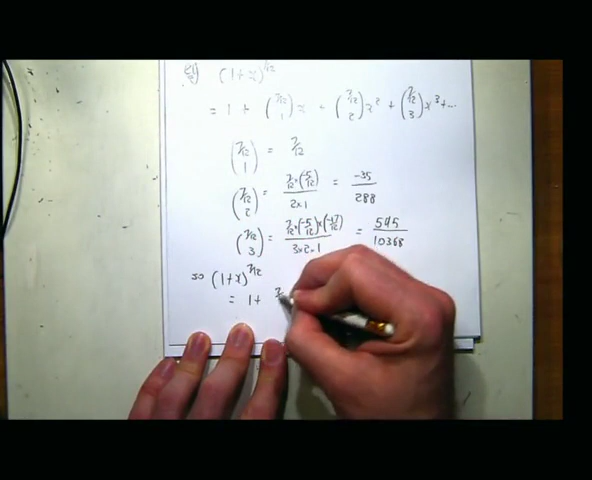 (1+x)^7/12
= 1 + (7/12 1) x + (7/12 2) x^2 + (7/12 3) x^3 + ...
(7/12 1) = 7/12
(7/12 2) = 7/12 × (-5/12) / 2×1 = -35/288
(7/12 3) = 7/12 × (-5/12) × (-17/12) / 3×2×1 = 595/10368
so (1+x)^7/12
= 1 +